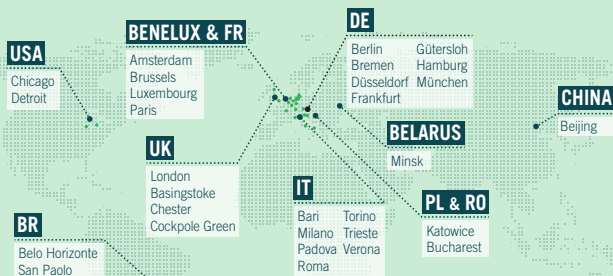 USA
Chicago
Detroit
BENELUX & FR
Amsterdam
Brussels
Luxembourg
Paris
DE
Berlin Gütersloh
Bremen Hamburg
Düsseldorf München
Frankfurt
CHINA
Beijing
BELARUS
Minsk
UK
London
Basingstoke
Chester
Cockpole Green
IT
Bari Torino
Milano Trieste
Padova Verona
Roma
PL & RO
Katowice
Bucharest
BR
Belo Horizonte
San Paolo